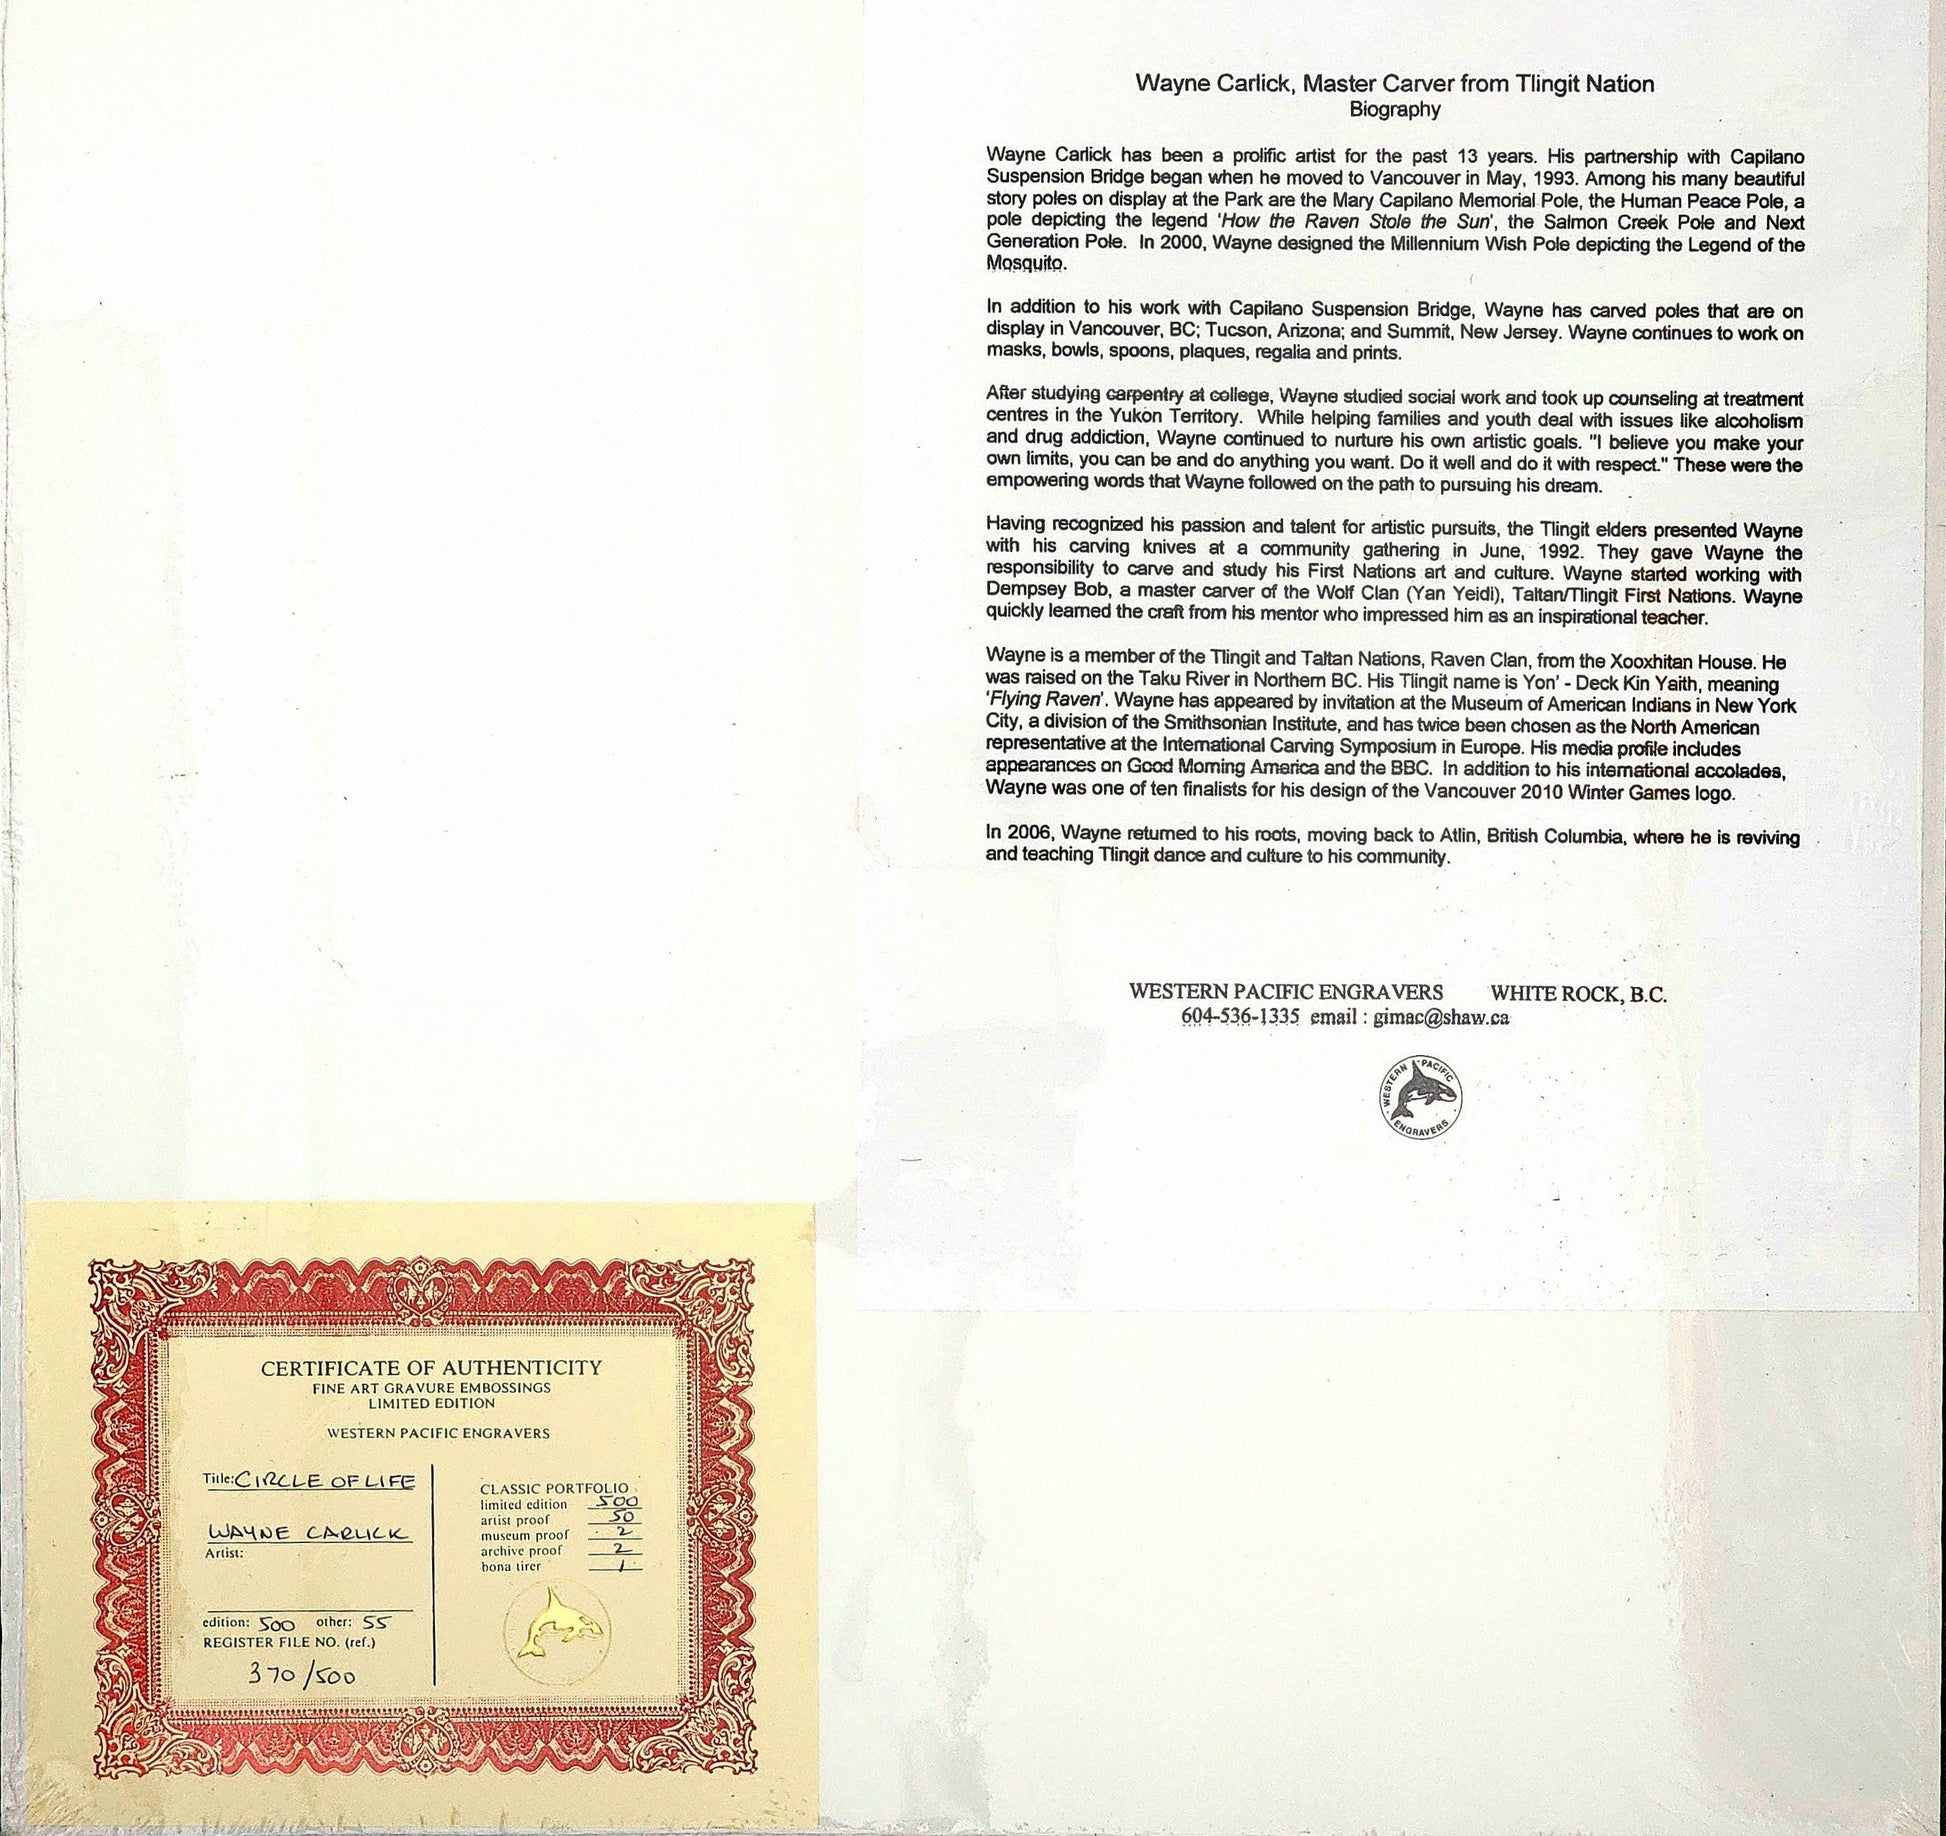 Wayne Carlick, Master Carver from Tlingit Nation
Biography
Wayne Carlick has been a prolific artist for the past 13 years. His partnership with Capilano
Suspension Bridge began when he moved to Vancouver in May, 1993. Among his many beautiful
story poles on display at the Park are the Mary Capilano Memorial Pole, the Human Peace Pole, a
pole depicting the legend 'How the Raven Stole the Sun', the Salmon Creek Pole and Next
Generation Pole. In 2000, Wayne designed the Millennium Wish Pole depicting the Legend of the
Mosquito.
In addition to his work with Capilano Suspension Bridge, Wayne has carved poles that are on
display in Vancouver, BC; Tucson, Arizona; and Summit, New Jersey. Wayne continues to work on
masks, bowls, spoons, plaques, regalia and prints.
After studying carpentry at college, Wayne studied social work and took up counseling at treatment
centres in the Yukon Territory. While helping families and youth deal with issues like alcoholism
and drug addiction, Wayne continued to nurture his own artistic goals. "I believe you make your
own limits, you can be and do anything you want. Do it well and do it with respect." These were the
empowering words that Wayne followed on the path to pursuing his dream.
Having recognized his passion and talent for artistic pursuits, the Tlingit elders presented Wayne
with his carving knives at a community gathering in June, 1992. They gave Wayne the
responsibility to carve and study his First Nations art and culture. Wayne started working with
Dempsey Bob, a master carver of the Wolf Clan (Yan Yeidi), Taltan/Tlingit First Nations. Wayne
quickly learned the craft from his mentor who impressed him as an inspirational teacher.
Wayne is a member of the Tlingit and Taltan Nations, Raven Clan, from the Xooxhitan House. He
was raised on the Taku River in Northern BC. His Tlingit name is Yon' - Deck Kin Yaith, meaning
'Flying Raven'. Wayne has appeared by invitation at the Museum of American Indians in New York
City, a division of the Smithsonian Institute, and has twice been chosen as the North American
representative at the International Carving Symposium in Europe. His media profile includes
appearances on Good Morning America and the BBC. In addition to his international accolades,
Wayne was one of ten finalists for his design of the Vancouver 2010 Winter Games logo.
In 2006, Wayne returned to his roots, moving back to Atlin, British Columbia, where he is reviving
and teaching Tlingit dance and culture to his community.
WESTERN PACIFIC ENGRAVERS WHITE ROCK, B.C.
604-536-1335 email : gimac@shaw.ca
WESTERN PACIFIC
ENGRAVERS
CERTIFICATE OF AUTHENTICITY
FINE ART GRAVURE EMBOSSINGS
LIMITED EDITION
WESTERN PACIFIC ENGRAVERS
Title: CIRCLE OF LIFE
WAYNE CARLICK
Artist:
edition: 500 other: 55
REGISTER FILE NO. (ref.)
370/500
CLASSIC PORTFOLIO
limited edition 500
artist proof 50
museum proof 2
archive proof 2
bona tirer 1